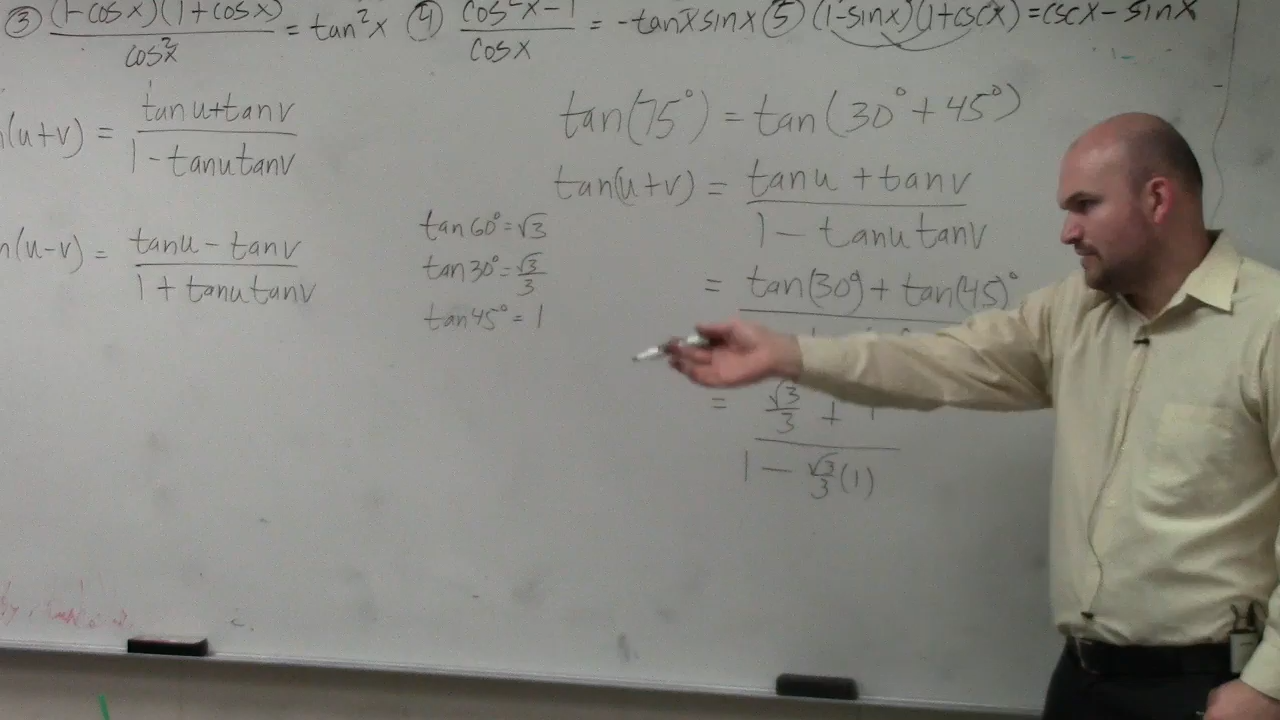 ③ (1-cosx)(1+cosx)/cos²x = tan²x ④ cos²x-1/cosx = -tanxsinx ⑤ (1-sinx)(1+cscx) = cscx - sinx
(u+v) = tanu+tanv/1-tanutanv
(u-v) = tanu - tanv/1 + tanutanv
tan60° = √3
tan30° = √3/3
tan45° = 1
tan(75°) = tan(30° + 45°)
tan(u+v) = tanu + tanv/1 - tanutanv
= tan(30°) + tan(45)°
= √3/3 + 1/1 - √3/3(1)